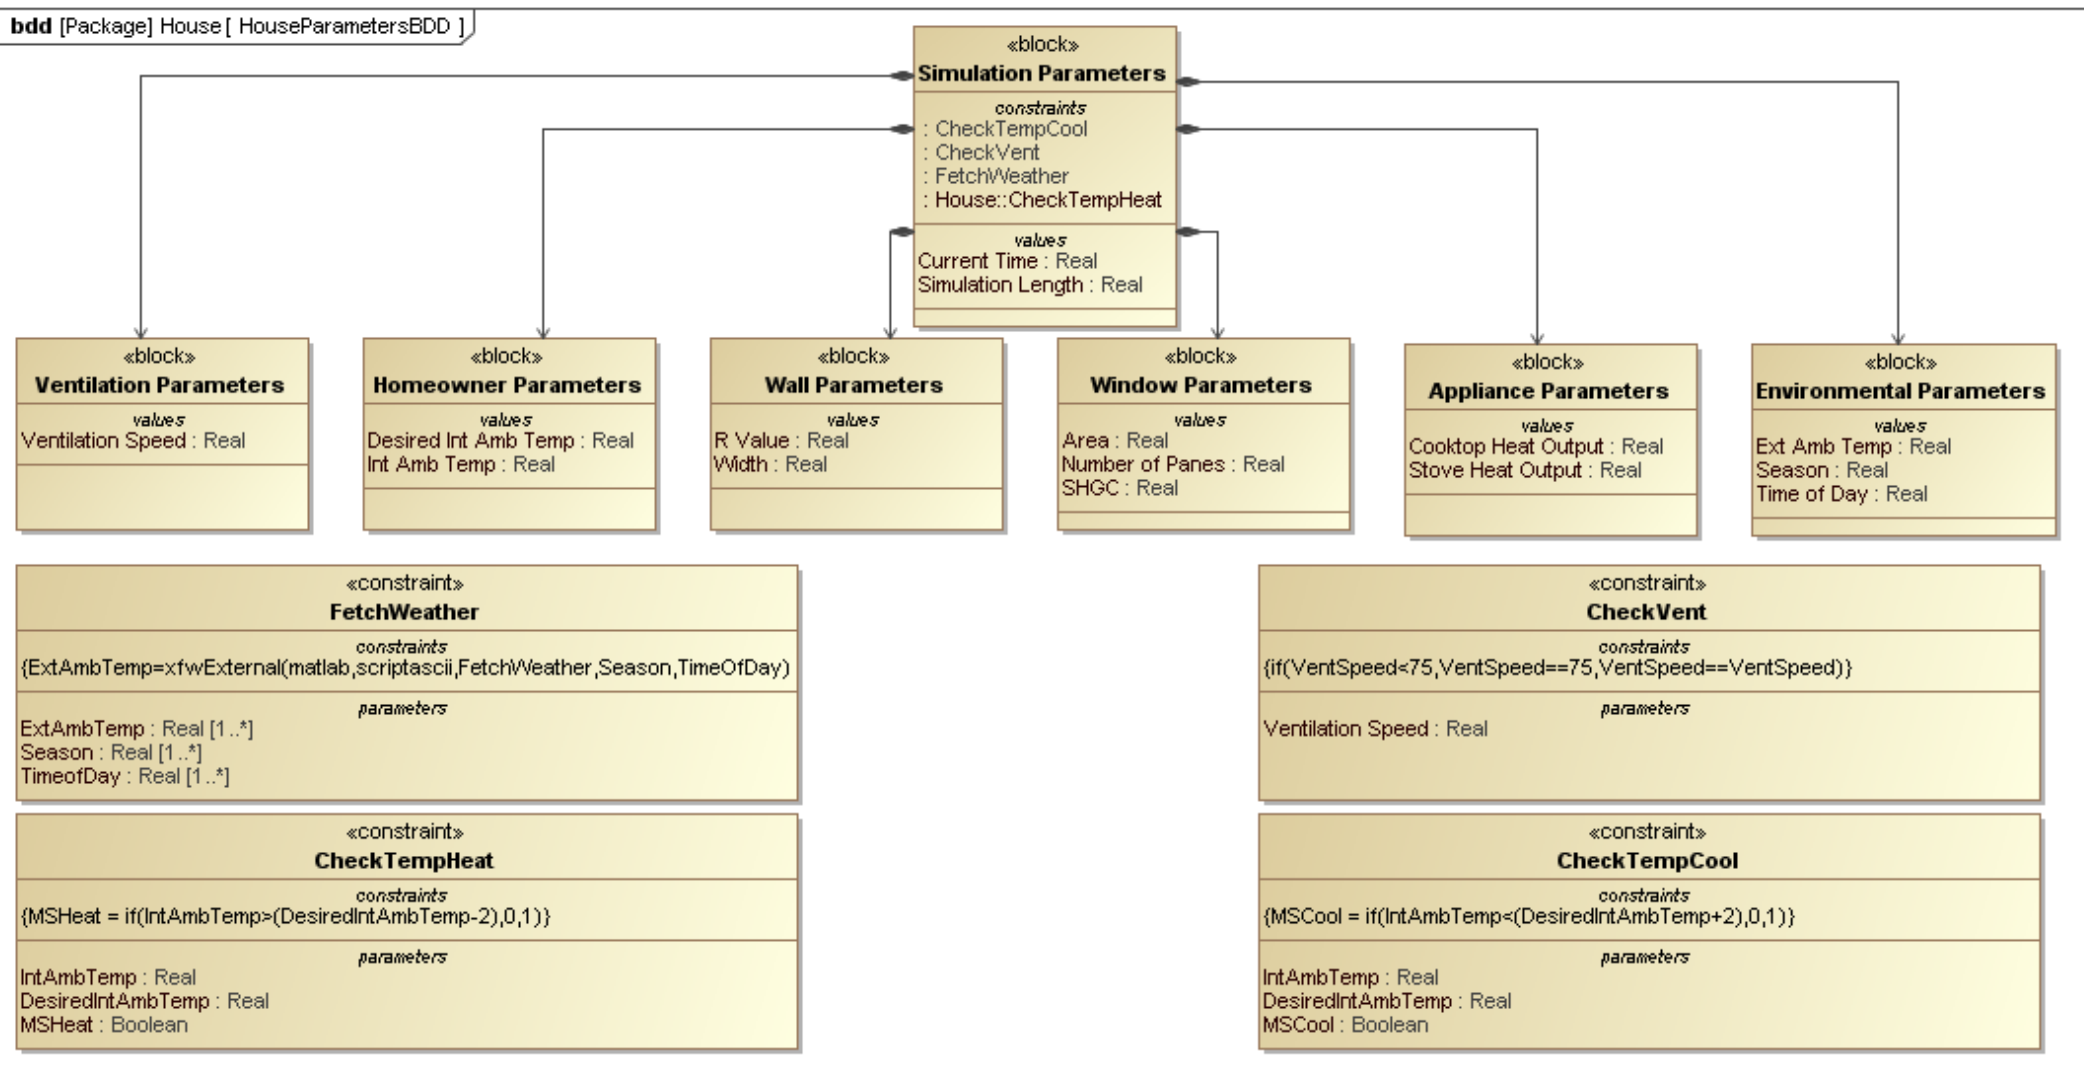 bdd [Package] House [ HouseParametersBDD ]
«block»
Simulation Parameters
constraints
: CheckTempCool
: CheckVent
: FetchWeather
: House::CheckTempHeat
values
Current Time : Real
Simulation Length : Real
«block»
Ventilation Parameters
values
Ventilation Speed : Real
«block»
Homeowner Parameters
values
Desired Int Amb Temp : Real
Int Amb Temp : Real
«block»
Wall Parameters
values
R Value : Real
Width : Real
«block»
Window Parameters
values
Area : Real
Number of Panes : Real
SHGC : Real
«block»
Appliance Parameters
values
Cooktop Heat Output : Real
Stove Heat Output : Real
«block»
Environmental Parameters
values
Ext Amb Temp : Real
Season : Real
Time of Day : Real
«constraint»
FetchWeather
constraints
{ExtAmbTemp=xfwExternal(matlab,scriptascii,FetchWeather,Season,TimeOfDay)
parameters
ExtAmbTemp : Real [1..*]
Season : Real [1..*]
TimeofDay : Real [1..*]
«constraint»
CheckVent
constraints
{if(VentSpeed<75,VentSpeed==75,VentSpeed==VentSpeed)}
parameters
Ventilation Speed : Real
«constraint»
CheckTempHeat
constraints
{MSHeat = if(IntAmbTemp>(DesiredIntAmbTemp-2),0,1)}
parameters
IntAmbTemp : Real
DesiredIntAmbTemp : Real
MSHeat : Boolean
«constraint»
CheckTempCool
constraints
{MSCool = if(IntAmbTemp<(DesiredIntAmbTemp+2),0,1)}
parameters
IntAmbTemp : Real
DesiredIntAmbTemp : Real
MSCool : Boolean